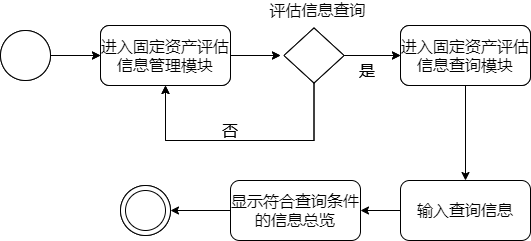 评估信息查询
进入固定资产评估
信息管理模块
进入固定资产评估
信息查询模块
是
否
显示符合查询条件
的信息总览
输入查询信息